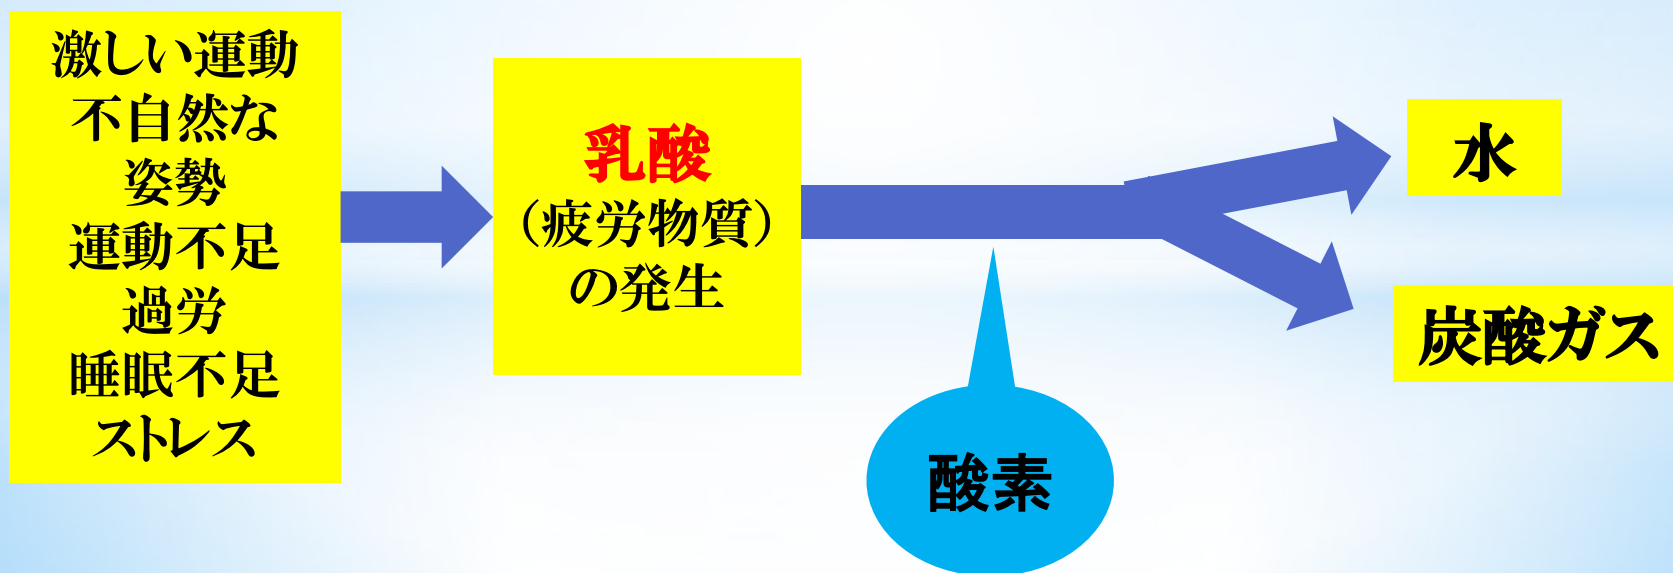 激しい運動
不自然な
姿勢
運動不足
過労
睡眠不足
ストレス
乳酸
（疲労物質）
の発生
水
炭酸ガス
酸素